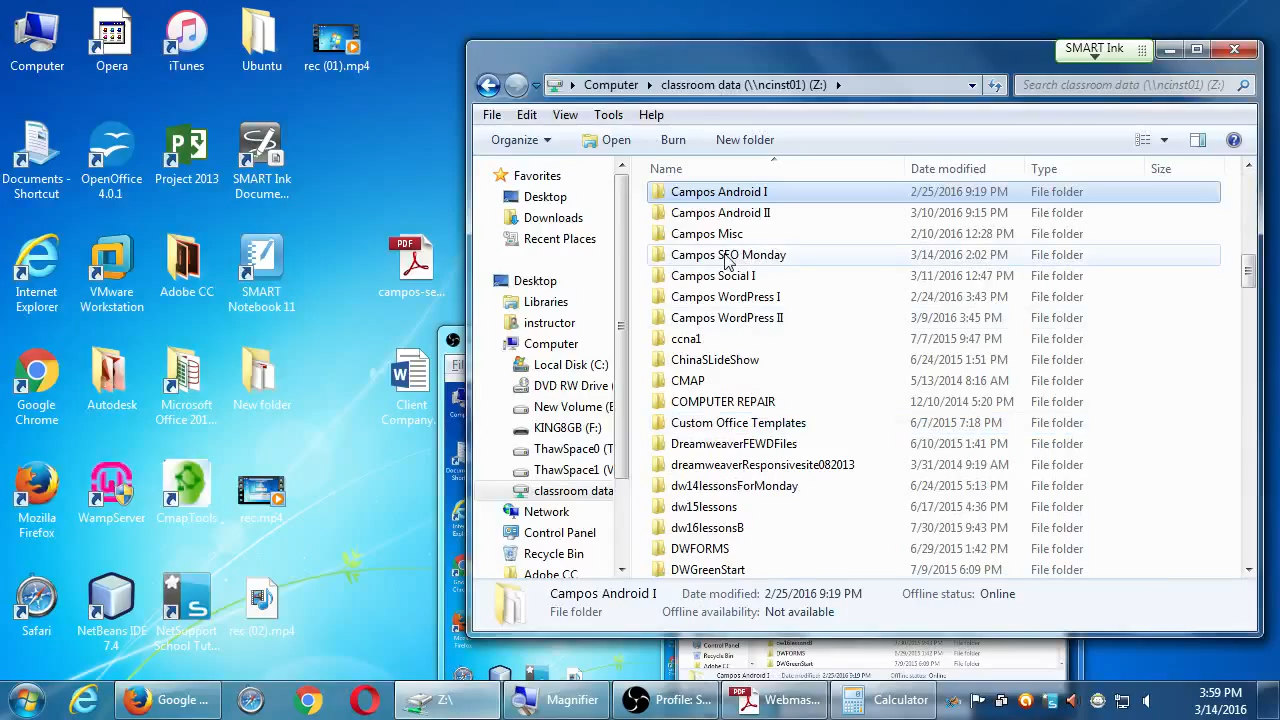 Computer
Opera
iTunes
Ubuntu
rec (01).mp4
Documents - Shortcut
OpenOffice 4.0.1
Project 2013
SMART Ink Docume...
Internet Explorer
VMware Workstation
Adobe CC
SMART Notebook 11
PDF
campos-se...
Google Chrome
Autodesk
Microsoft Office 201...
New folder
Client Company...
Mozilla Firefox
WampServer
CmapTools
rec.mp4
Safari
NetBeans IDE 7.4
NetSupport School Tut...
rec (02).mp4
SMART Ink
Computer classroom data (\\ncinst01) (Z:)
Search classroom data (\\ncinst01) (Z:)
File Edit View Tools Help
Organize Open Burn New folder
Favorites
Desktop
Downloads
Recent Places
Desktop
Libraries
instructor
Computer
Local Disk (C:)
DVD RW Drive
New Volume (E
KING8GB (F:)
ThawSpace0 (T
ThawSpace1 (V
classroom data
Network
Control Panel
Recycle Bin
Adobe CC
Name Date modified Type Size
Campos Android I 2/25/2016 9:19 PM File folder
Campos Android II 3/10/2016 9:15 PM File folder
Campos Misc 2/10/2016 12:28 PM File folder
Campos SEO Monday 3/14/2016 2:02 PM File folder
Campos Social I 3/11/2016 12:47 PM File folder
Campos WordPress I 2/24/2016 3:43 PM File folder
Campos WordPress II 3/9/2016 3:45 PM File folder
ccna1 7/7/2015 9:47 PM File folder
ChinaSLideShow 6/24/2015 1:51 PM File folder
CMAP 5/13/2014 8:16 AM File folder
COMPUTER REPAIR 12/10/2014 5:20 PM File folder
Custom Office Templates 6/7/2015 7:18 PM File folder
DreamweaverFEWDFiles 6/10/2015 1:41 PM File folder
dreamweaverResponsivesite082013 3/31/2014 9:19 AM File folder
dw14lessonsForMonday 6/24/2015 5:13 PM File folder
dw15lessons 6/17/2015 4:36 PM File folder
dw16lessonsB 7/30/2015 9:43 PM File folder
DWFORMS 6/29/2015 1:42 PM File folder
DWGreenStart 7/9/2015 6:09 PM File folder
Campos Android I Date modified: 2/25/2016 9:19 PM Offline status: Online
File folder Offline availability: Not available
Control Panel
Recycle Bin
Adobe CC
DWFORMS
DWGreenStart
Google ...
Z:\
Magnifier
Profile: S...
Webmas...
Calculator
3:59 PM
3/14/2016